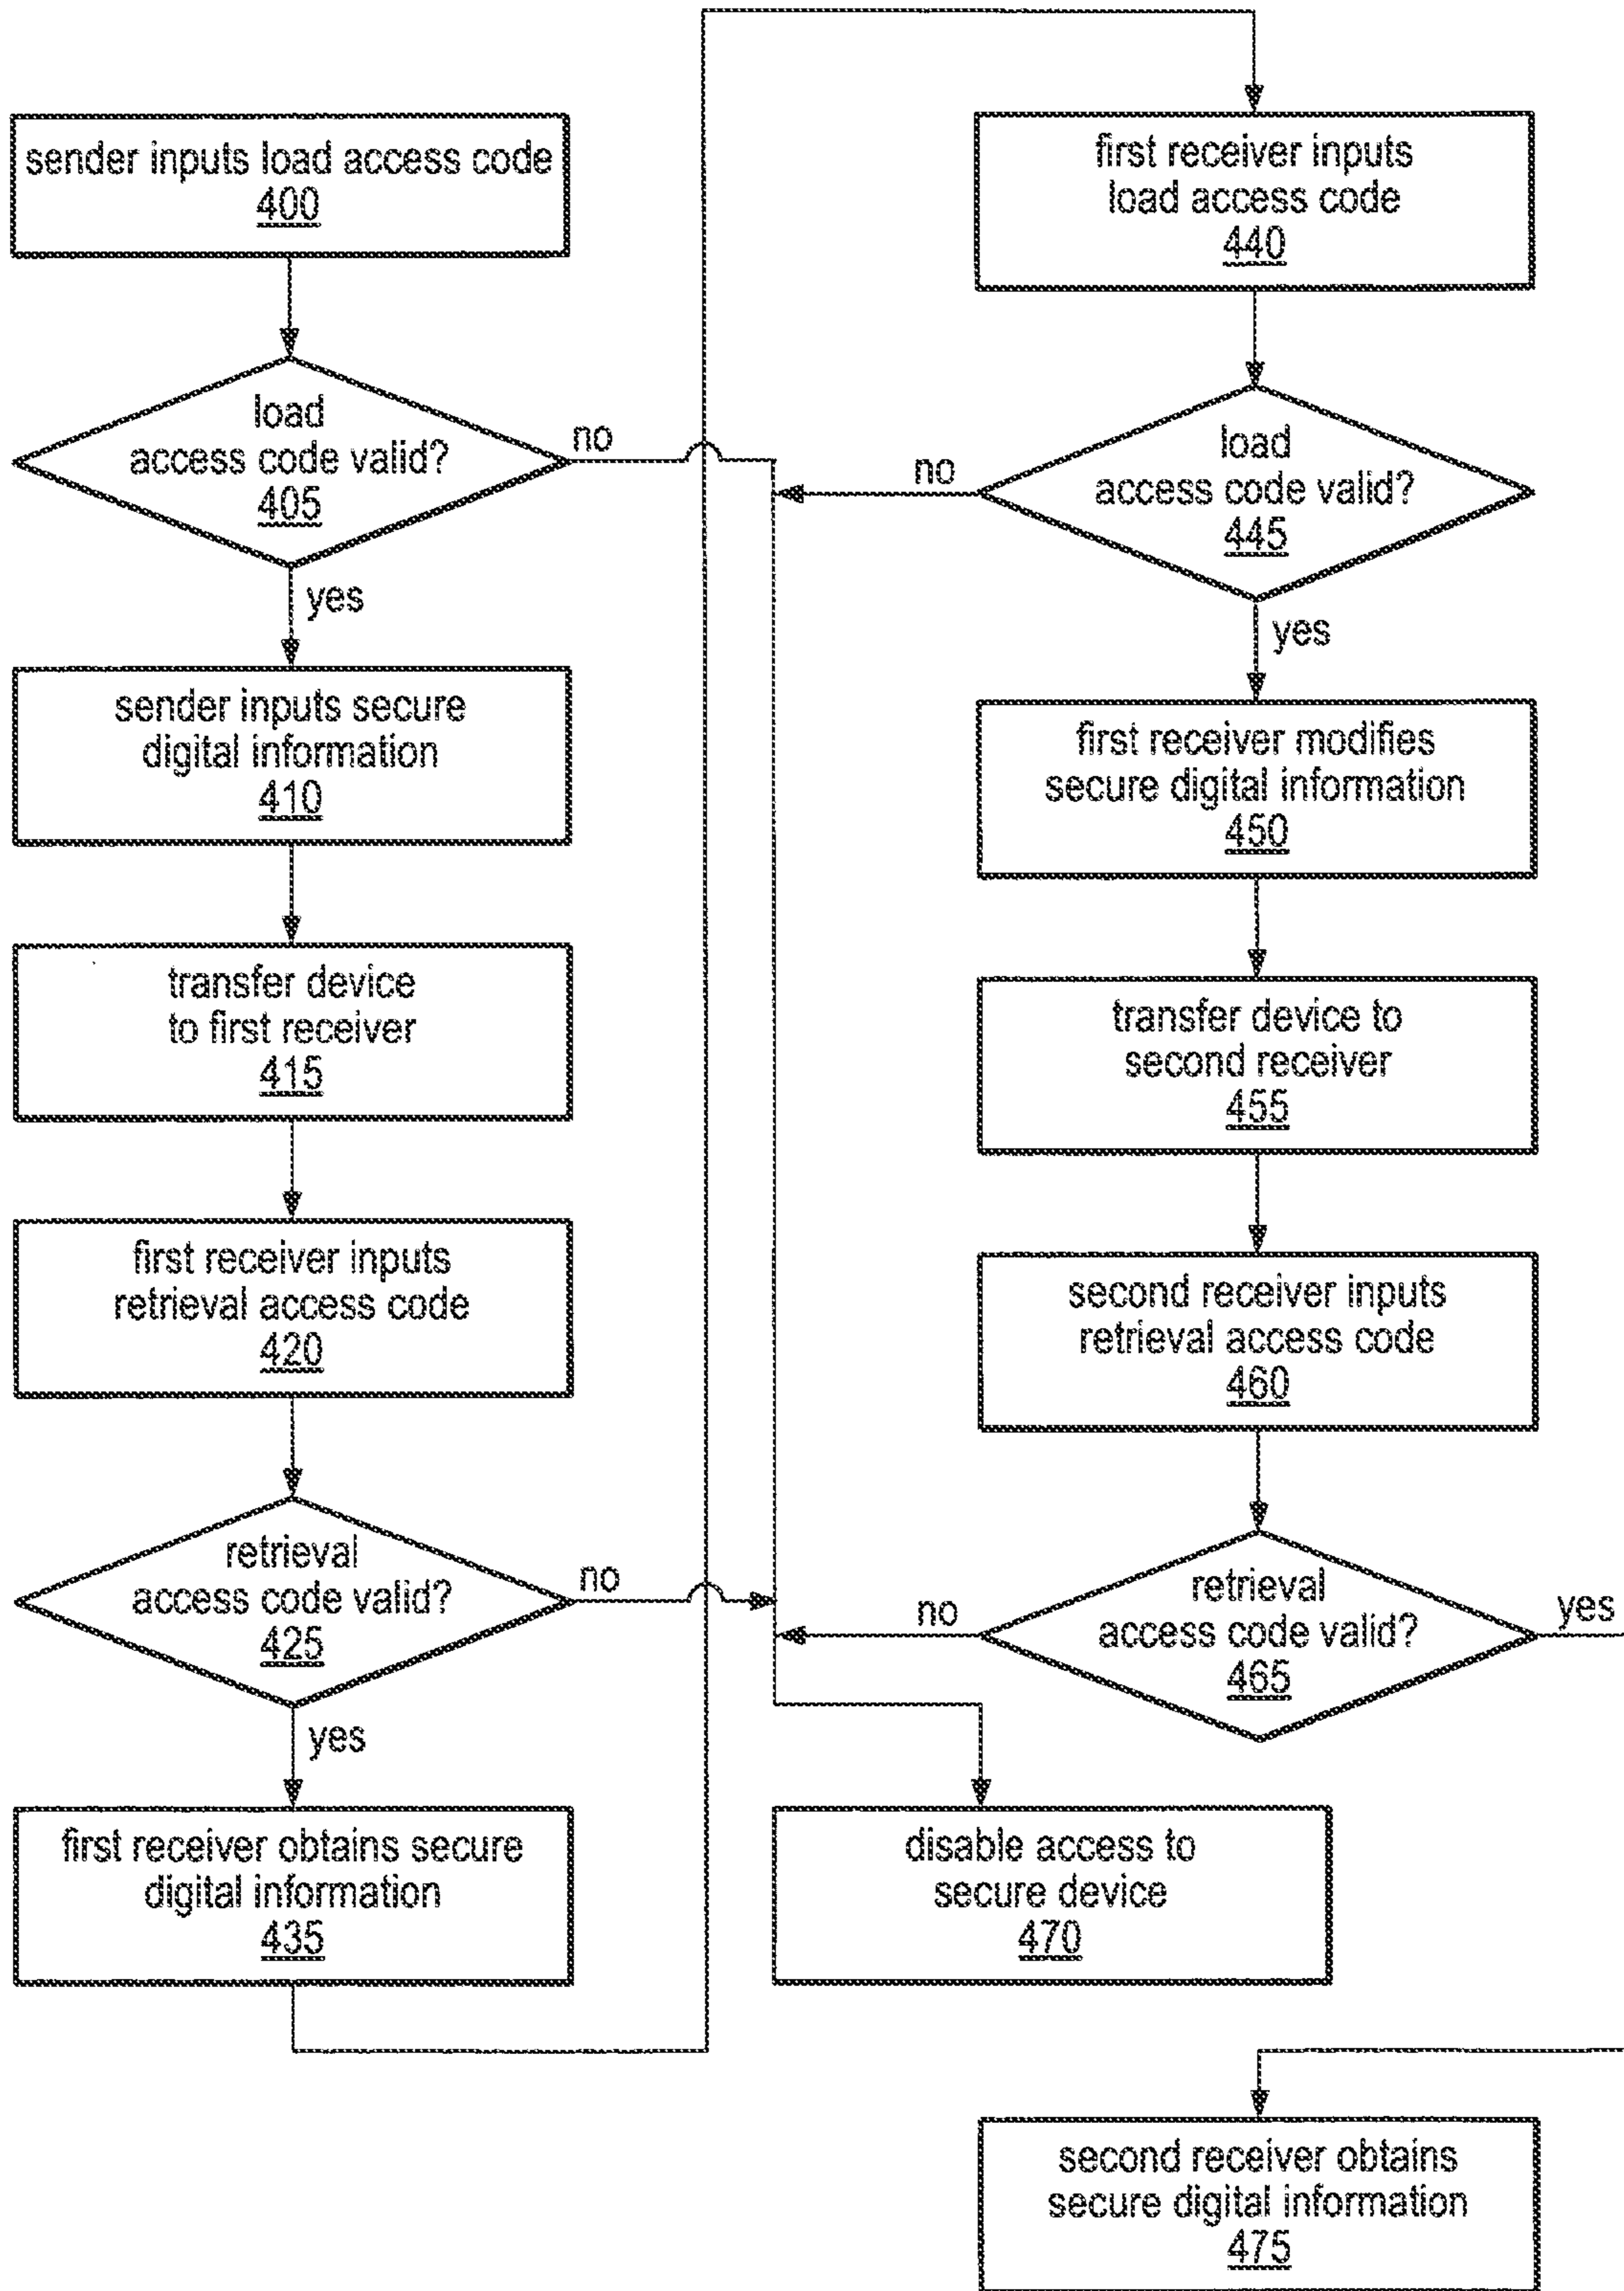 sender inputs load access code
400
load
access code valid?
405
no
yes
sender inputs secure
digital information
410
transfer device
to first receiver
415
first receiver inputs
retrieval access code
420
retrieval
access code valid?
425
no
yes
first receiver obtains secure
digital information
435
first receiver inputs
load access code
440
load
access code valid?
445
no
yes
first receiver modifies
secure digital information
450
transfer device to
second receiver
455
second receiver inputs
retrieval access code
460
retrieval
access code valid?
465
no
yes
disable access to
secure device
470
second receiver obtains
secure digital information
475